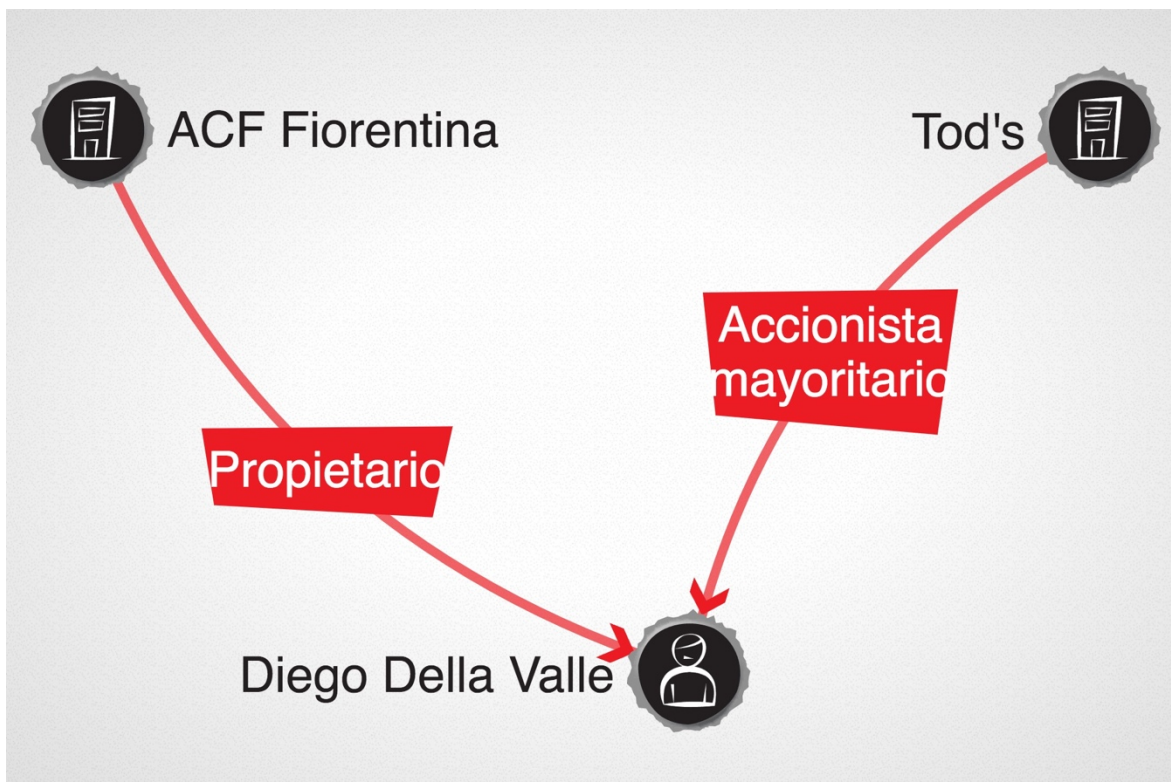 ACF Fiorentina
Tod's
Accionista
mayoritario
Propietario
Diego Della Valle